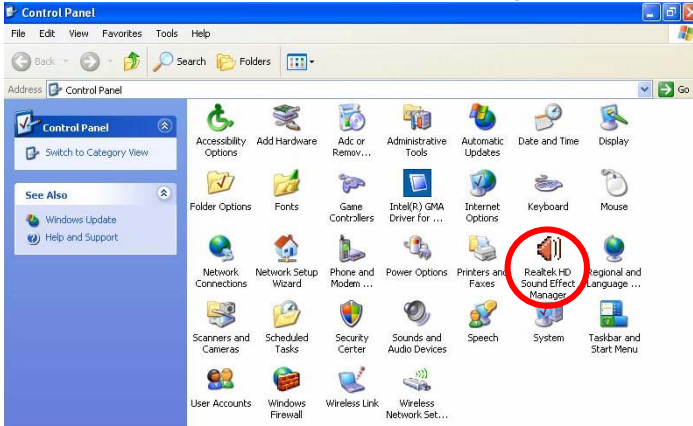 Control Panel
File Edit View Favorites Tools Help
Back Search Folders
Address Control Panel Go
Control Panel
Switch to Category View
See Also
Windows Update
Help and Support
Accessibility Options
Add Hardware
Adc or Remov...
Administrative Tools
Automatic Updates
Date and Time
Display
Folder Options
Fonts
Game Controllers
Intel(R) GMA Driver for ...
Internet Options
Keyboard
Mouse
Network Connections
Network Setup Wizard
Phone and Modem ...
Power Options
Printers and Faxes
Realtek HD Sound Effect Manager
Regional and Language ...
Scanners and Cameras
Scheduled Tasks
Security Center
Sounds and Audio Devices
Speech
System
Taskbar and Start Menu
User Accounts
Windows Firewall
Wireless Link
Wireless Network Set...